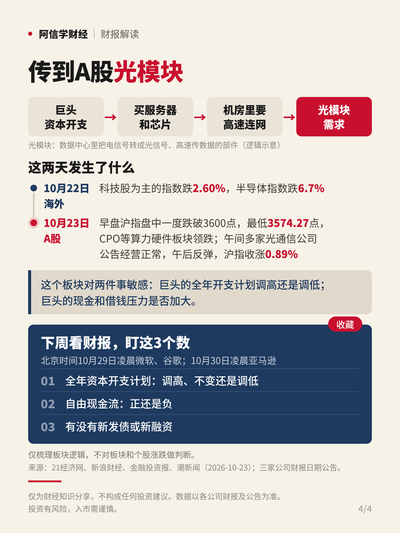 阿信学财经｜财报解读
传到A股光模块
巨头
资本开支
→
买服务器
和芯片
→
机房里要
高速连网
→
光模块
需求
光模块：数据中心里把电信号转成光信号、高速传数据的部件（逻辑示意）
这两天发生了什么
10月22日
海外
科技股为主的指数跌2.60%，半导体指数跌6.7%
10月23日
A股
早盘沪指盘中一度跌破3600点，最低3574.27点，
CPO等算力硬件板块领跌；午间多家光通信公司
公告经营正常，午后反弹，沪指收涨0.89%
这个板块对两件事敏感：巨头的全年开支计划调高还是调低；
巨头的现金和借钱压力是否加大。
收藏
下周看财报，盯这3个数
北京时间10月29日凌晨微软、谷歌；10月30日凌晨亚马逊
01 全年资本开支计划：调高、不变还是调低
02 自由现金流：正还是负
03 有没有新发债或新融资
仅梳理板块逻辑，不对板块和个股涨跌做判断。
来源：21经济网、新浪财经、金融投资报、潮新闻（2026-10-23）；三家公司财报日期公告。
仅为财经知识分享，不构成任何投资建议。数据以各公司财报及公告为准。
投资有风险，入市需谨慎。
4/4